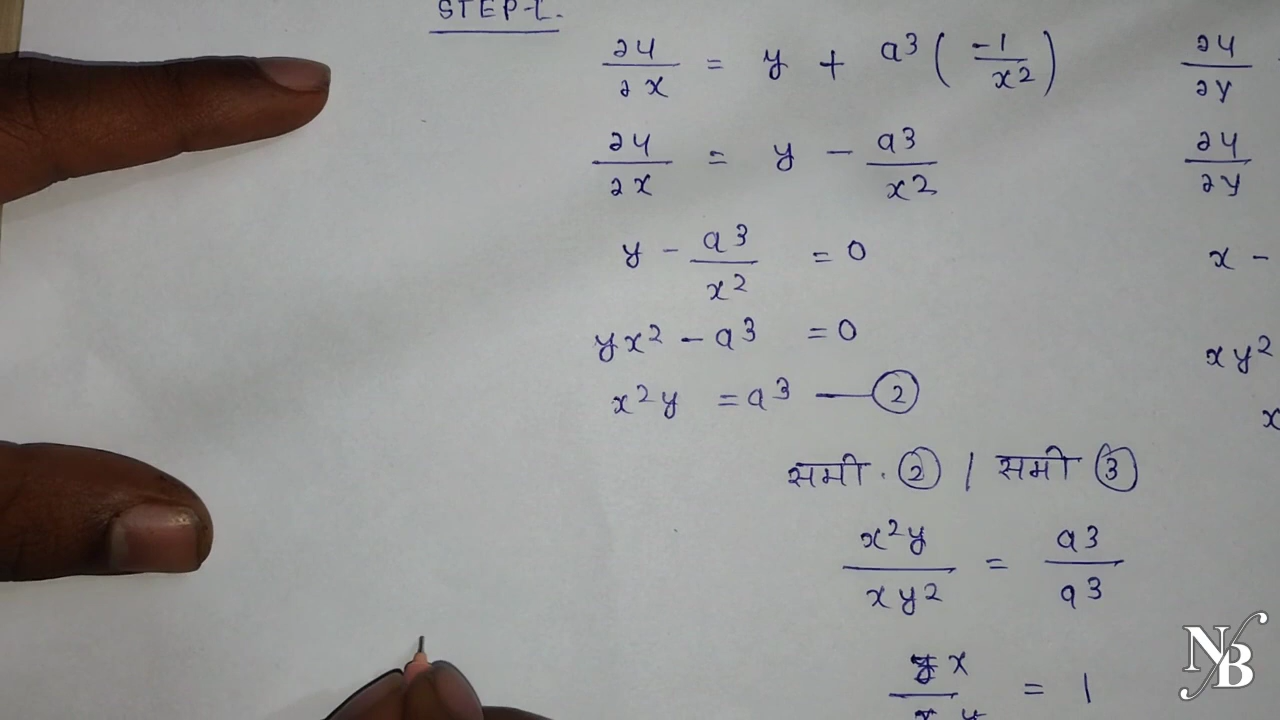 STEP-I.
∂u/∂x = y + a3 (-1/x2)
∂u/∂x = y - a3/x2
y - a3/x2 = 0
yx2 - a3 = 0
x2y = a3 — ②
∂u/∂y
∂u/∂y
x -
xy2
x
समी. ② / समी ③
x2y/xy2 = a3/a3
x/y = 1
NB